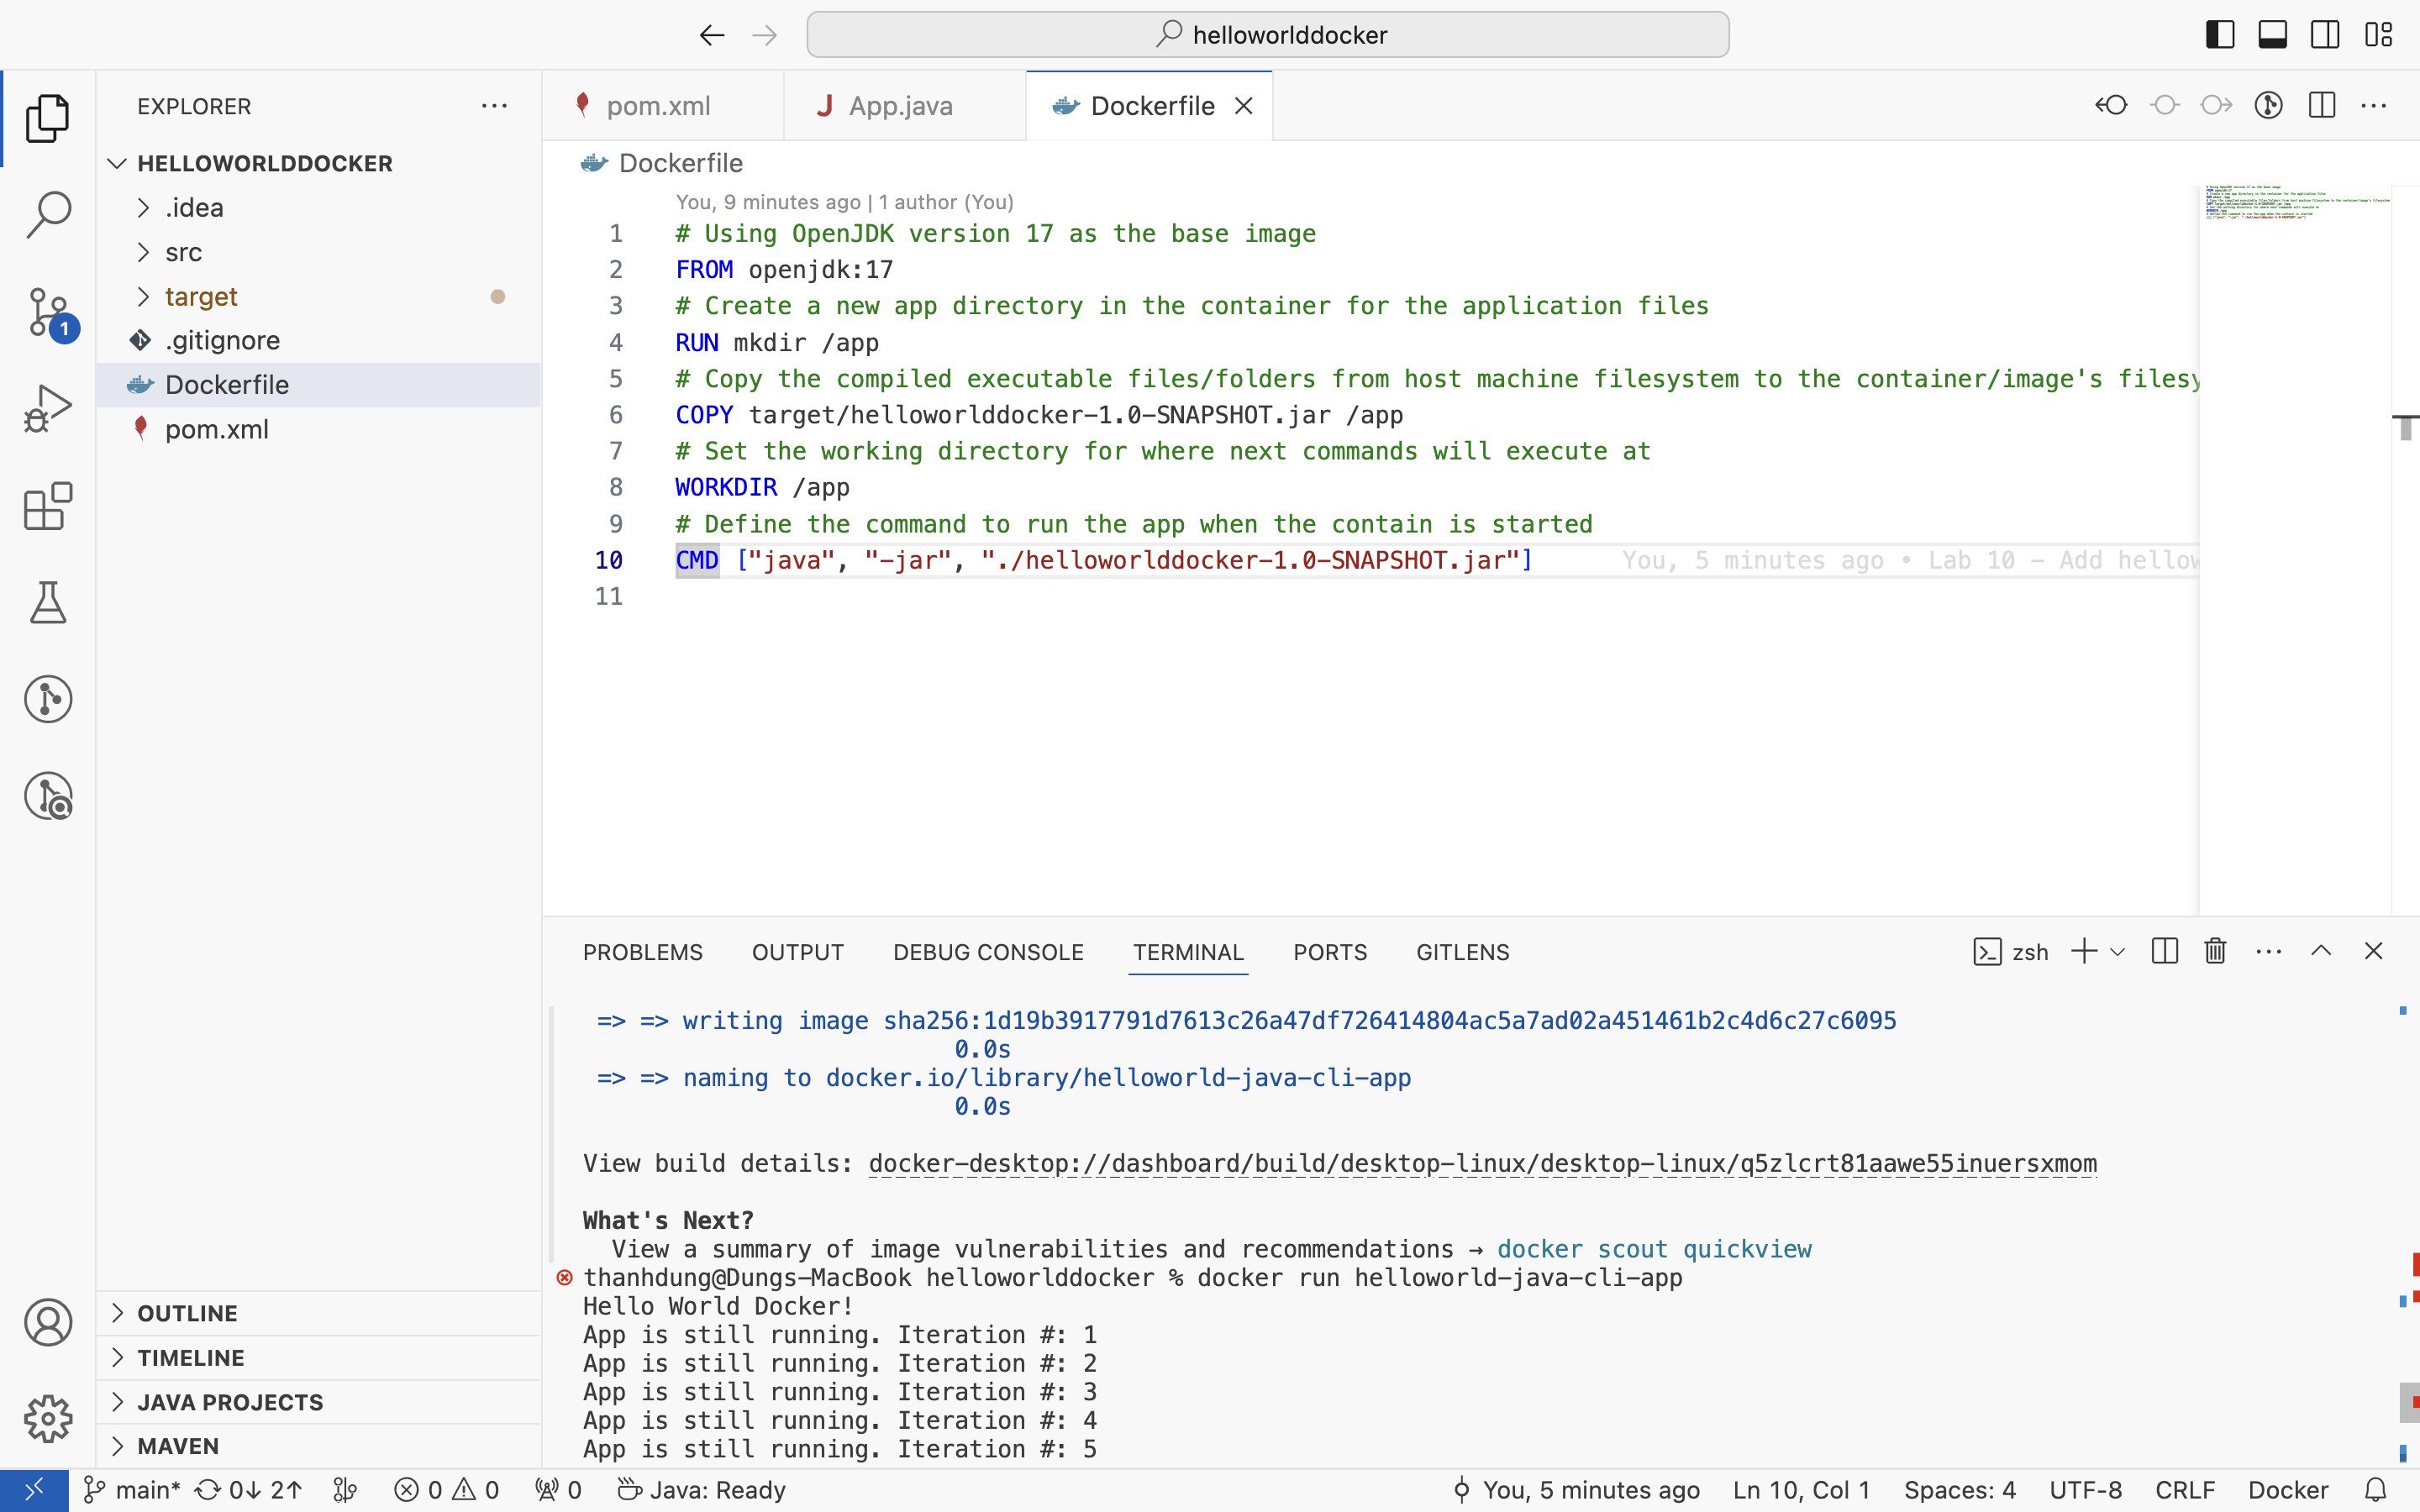 helloworlddocker
EXPLORER
HELLOWORLDDOCKER
.idea
src
target
.gitignore
Dockerfile
pom.xml
1
OUTLINE
TIMELINE
JAVA PROJECTS
MAVEN
pom.xml
App.java
Dockerfile
Dockerfile
You, 9 minutes ago | 1 author (You)
1 # Using OpenJDK version 17 as the base image
2 FROM openjdk:17
3 # Create a new app directory in the container for the application files
4 RUN mkdir /app
5 # Copy the compiled executable files/folders from host machine filesystem to the container/image's filesy
6 COPY target/helloworlddocker-1.0-SNAPSHOT.jar /app
7 # Set the working directory for where next commands will execute at
8 WORKDIR /app
9 # Define the command to run the app when the contain is started
10 CMD ["java", "-jar", "./helloworlddocker-1.0-SNAPSHOT.jar"] You, 5 minutes ago • Lab 10 – Add hellow
11
PROBLEMS OUTPUT DEBUG CONSOLE TERMINAL PORTS GITLENS
zsh
=> => writing image sha256:1d19b3917791d7613c26a47df726414804ac5a7ad02a451461b2c4d6c27c6095
0.0s
=> => naming to docker.io/library/helloworld-java-cli-app
0.0s
View build details: docker-desktop://dashboard/build/desktop-linux/desktop-linux/q5zlcrt81aawe55inuersxmom
What's Next?
View a summary of image vulnerabilities and recommendations → docker scout quickview
thanhdung@Dungs-MacBook helloworlddocker % docker run helloworld-java-cli-app
Hello World Docker!
App is still running. Iteration #: 1
App is still running. Iteration #: 2
App is still running. Iteration #: 3
App is still running. Iteration #: 4
App is still running. Iteration #: 5
main* 0↓ 2↑ 0 0 0 Java: Ready You, 5 minutes ago Ln 10, Col 1 Spaces: 4 UTF-8 CRLF Docker